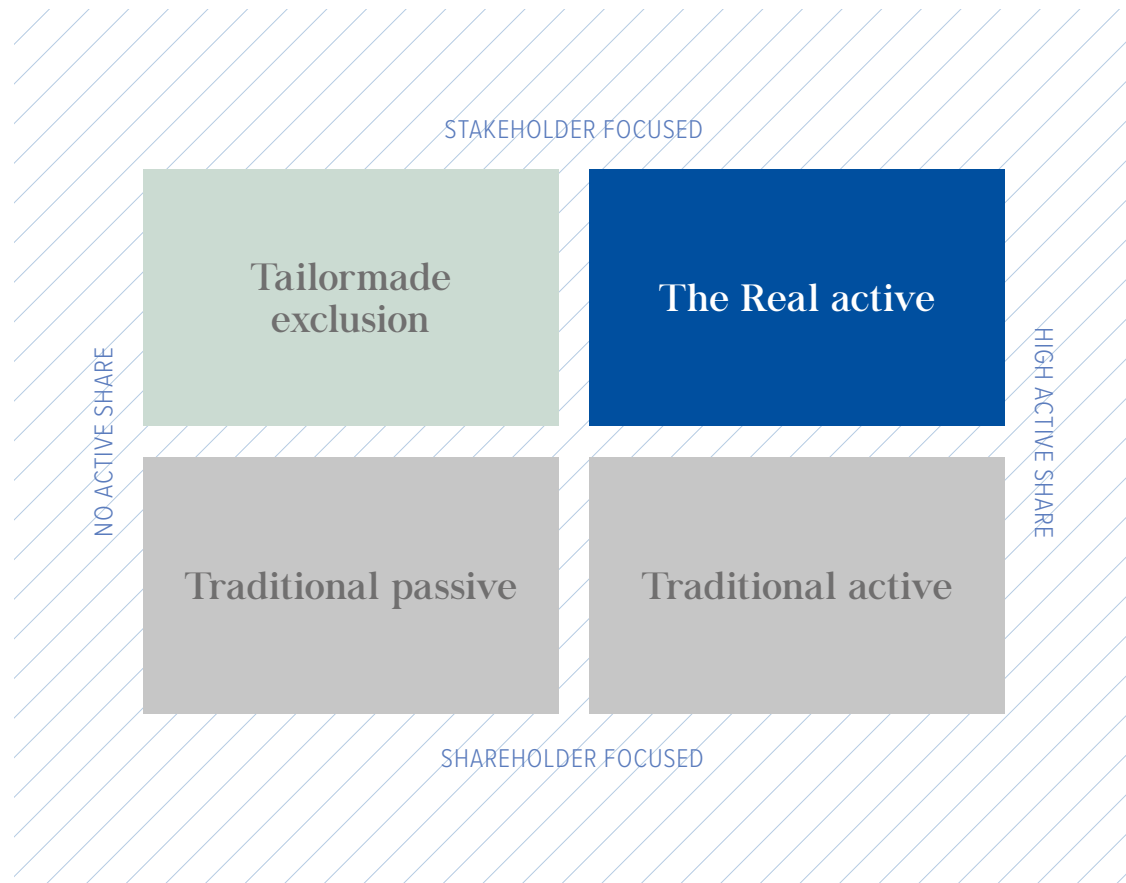 STAKEHOLDER FOCUSED
Tailormade
exclusion
The Real active
NO ACTIVE SHARE
HIGH ACTIVE SHARE
Traditional passive
Traditional active
SHAREHOLDER FOCUSED